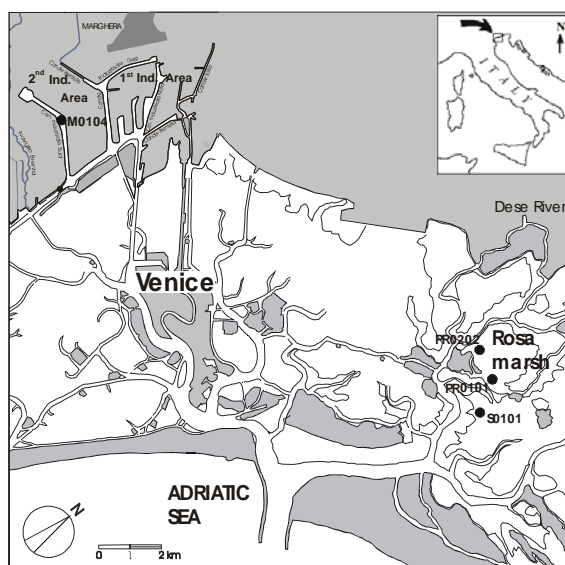 MARGHERA
N
ITALY
2nd Ind.
Area
1st Ind. Area
M0104
Dese River
Venice
PR0202
Rosa
marsh
PR0101
S0101
ADRIATIC
SEA
N
0
2 km